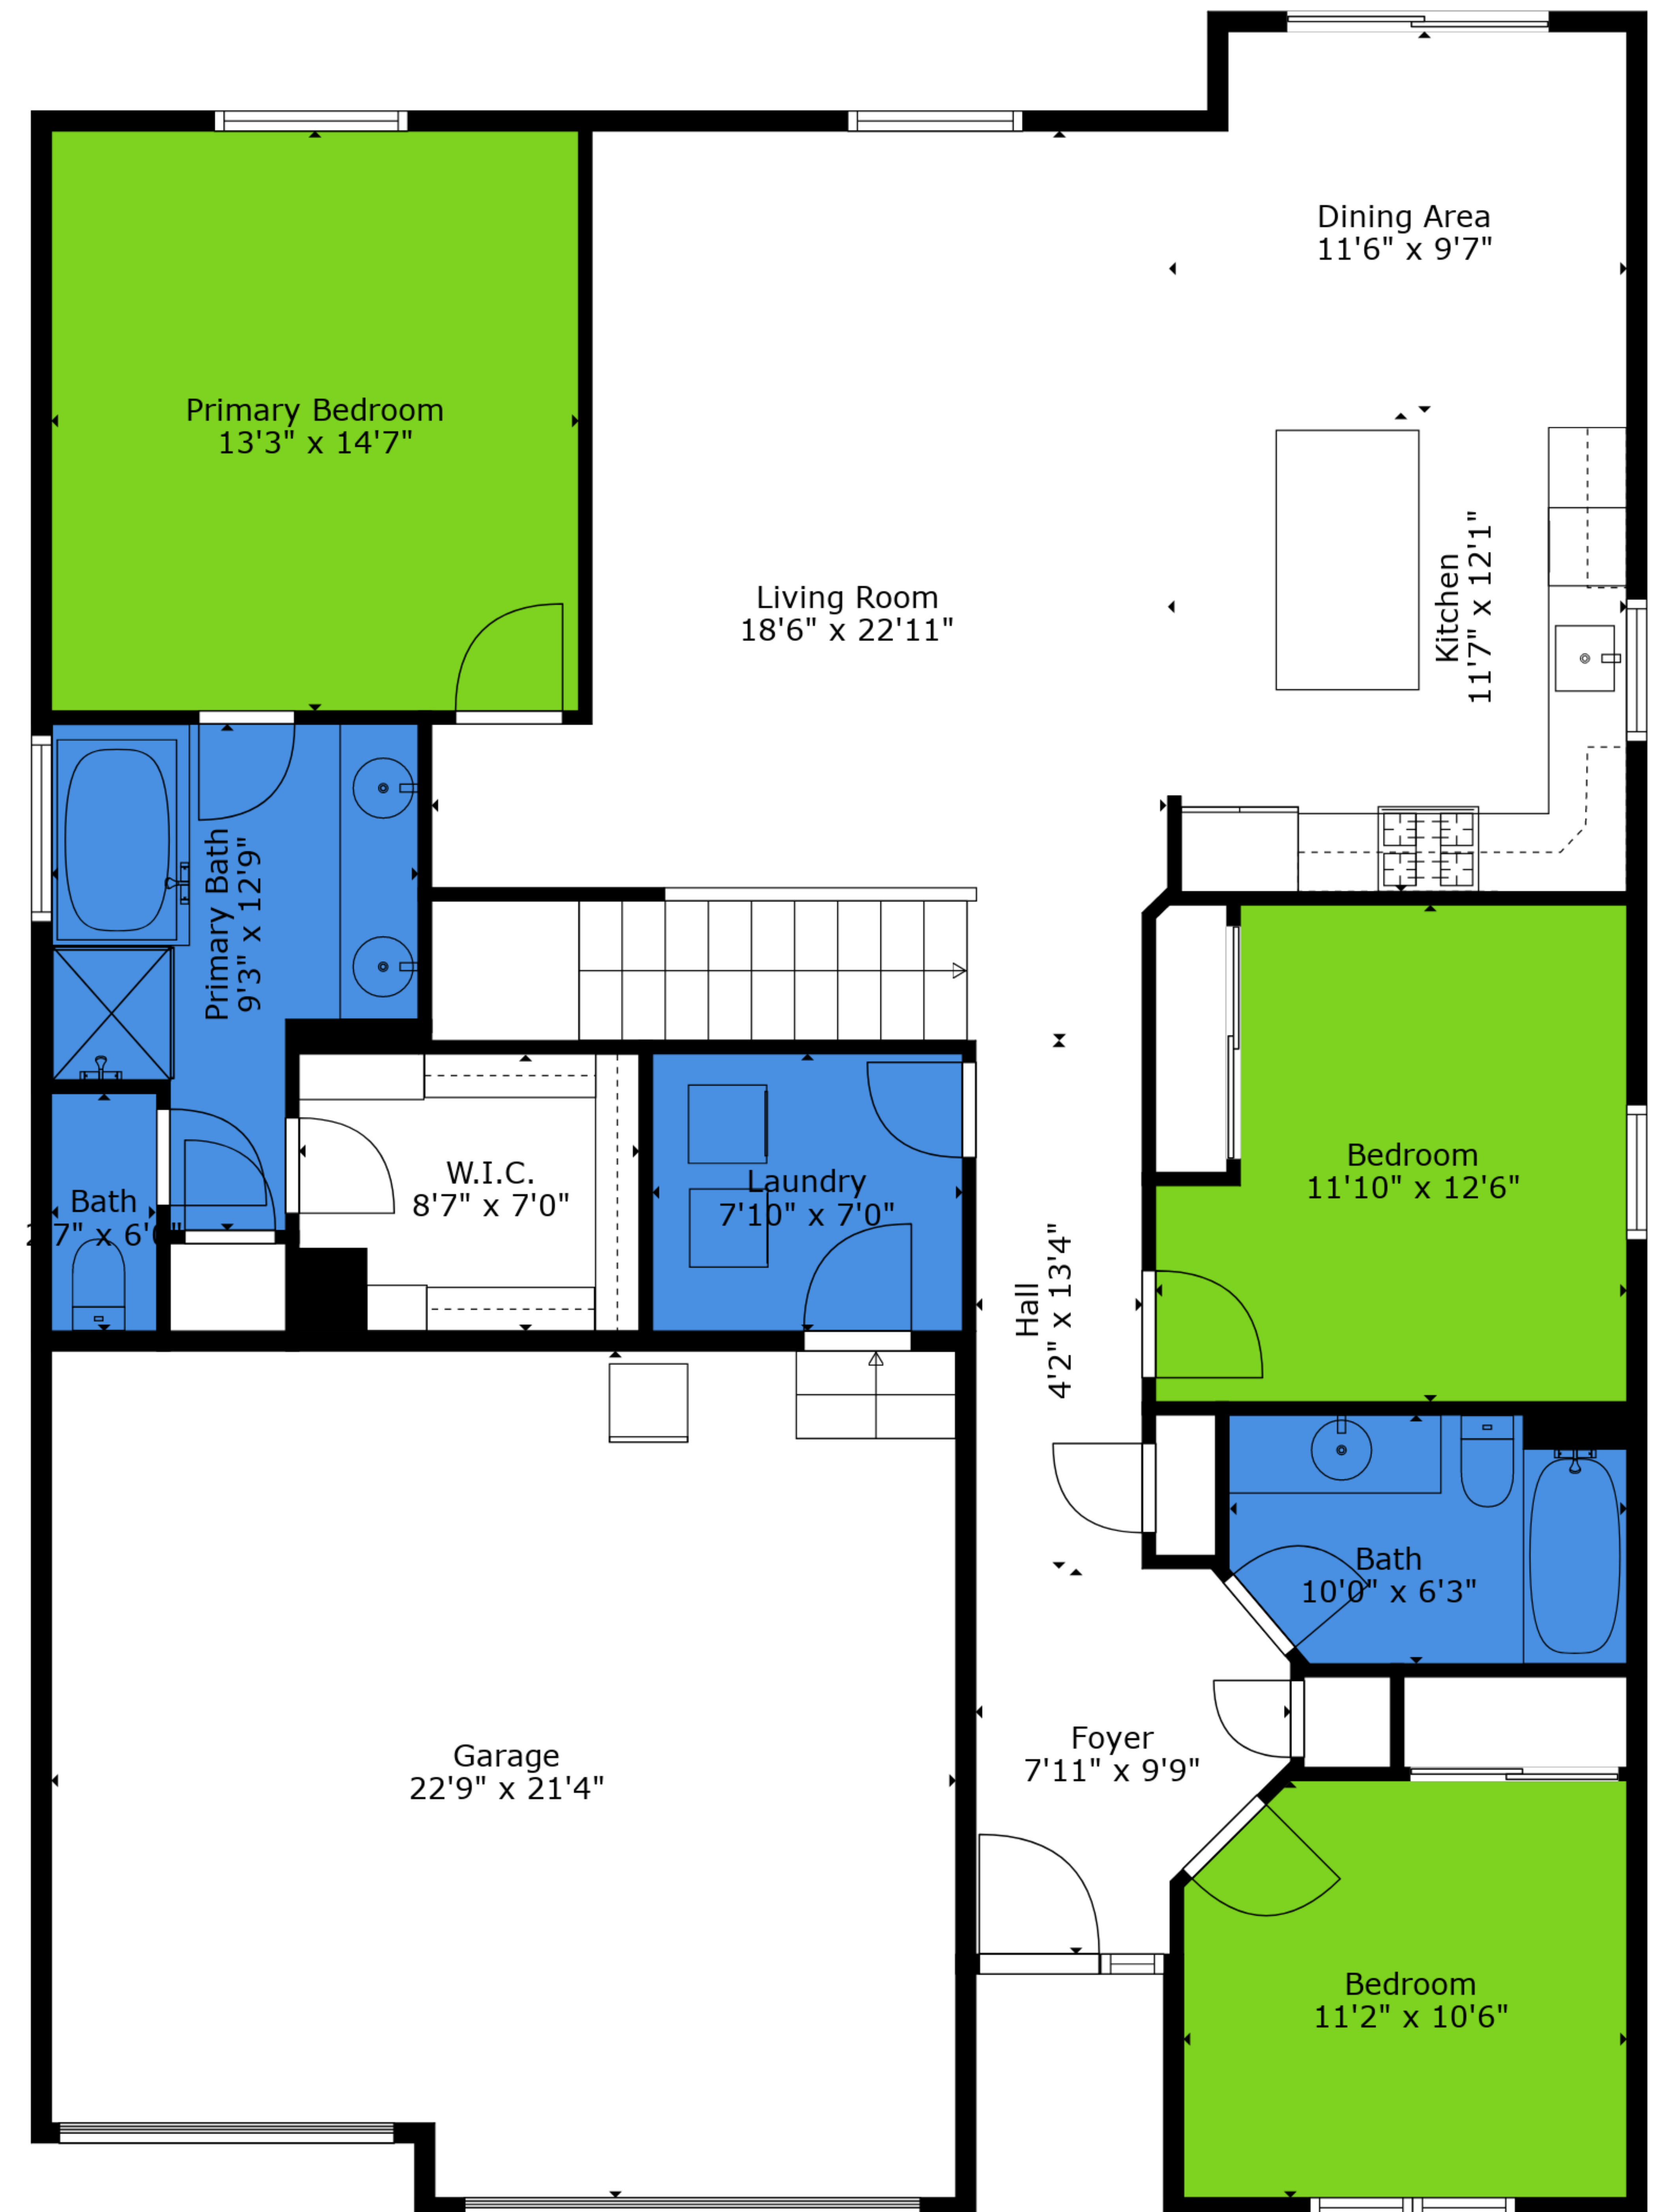 Dining Area
11'6" x 9'7"
Primary Bedroom
13'3" x 14'7"
Living Room
18'6" x 22'11"
Kitchen
11'7" x 12'1"
Primary Bath
9'3" x 12'9"
W.I.C.
8'7" x 7'0"
Laundry
7'10" x 7'0"
Bath
Hall
4'2" x 13'4"
Bedroom
11'10" x 12'6"
Bath
10'0" x 6'3"
Foyer
7'11" x 9'9"
Garage
22'9" x 21'4"
Bedroom
11'2" x 10'6"